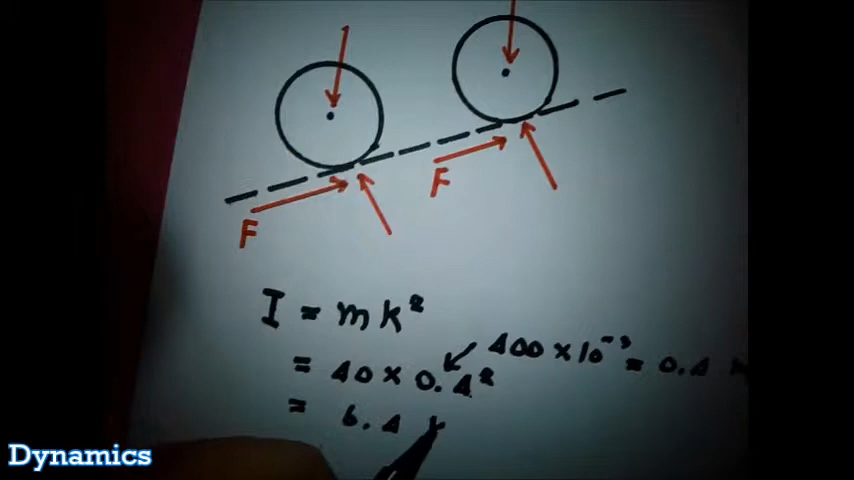 F
F
I = mk²
= 40 × 0.4² 400 × 10⁻³ = 0.4
= 6.4
Dynamics